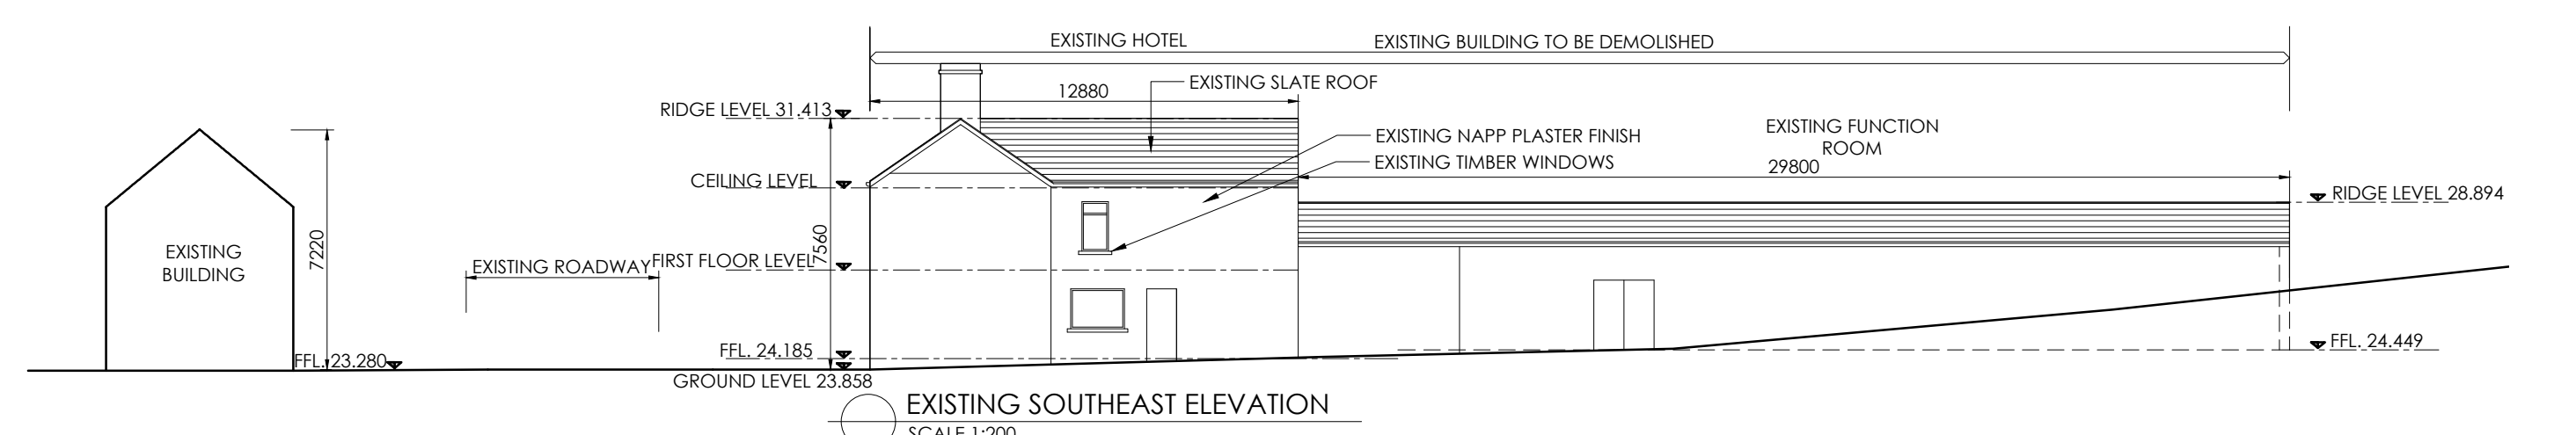 EXISTING HOTEL
EXISTING BUILDING TO BE DEMOLISHED
EXISTING SLATE ROOF
12880
RIDGE LEVEL 31.413
EXISTING NAPP PLASTER FINISH
EXISTING TIMBER WINDOWS
EXISTING FUNCTION
ROOM
29800
CEILING LEVEL
RIDGE LEVEL 28.894
EXISTING
BUILDING
7220
EXISTING ROADWAY
FIRST FLOOR LEVEL
7560
FFL. 23.280
FFL. 24.185
FFL. 24.449
GROUND LEVEL 23.858
EXISTING SOUTHEAST ELEVATION
SCALE 1:200